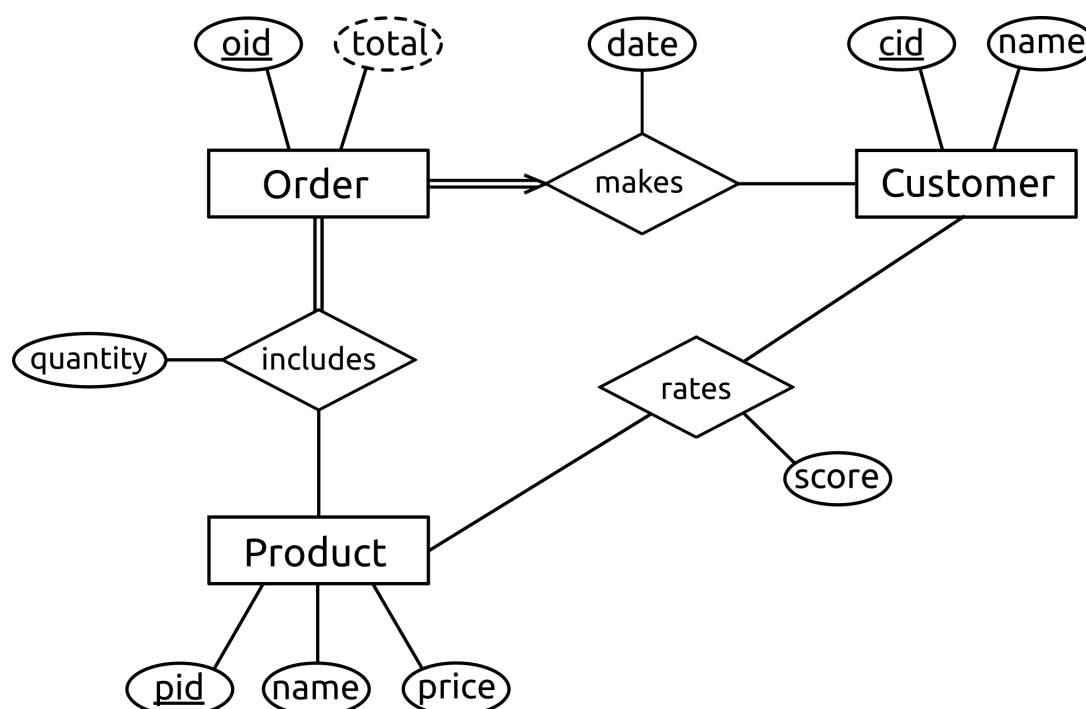 oid
total
date
cid
name
Order
makes
Customer
quantity
includes
rates
score
Product
pid
name
price